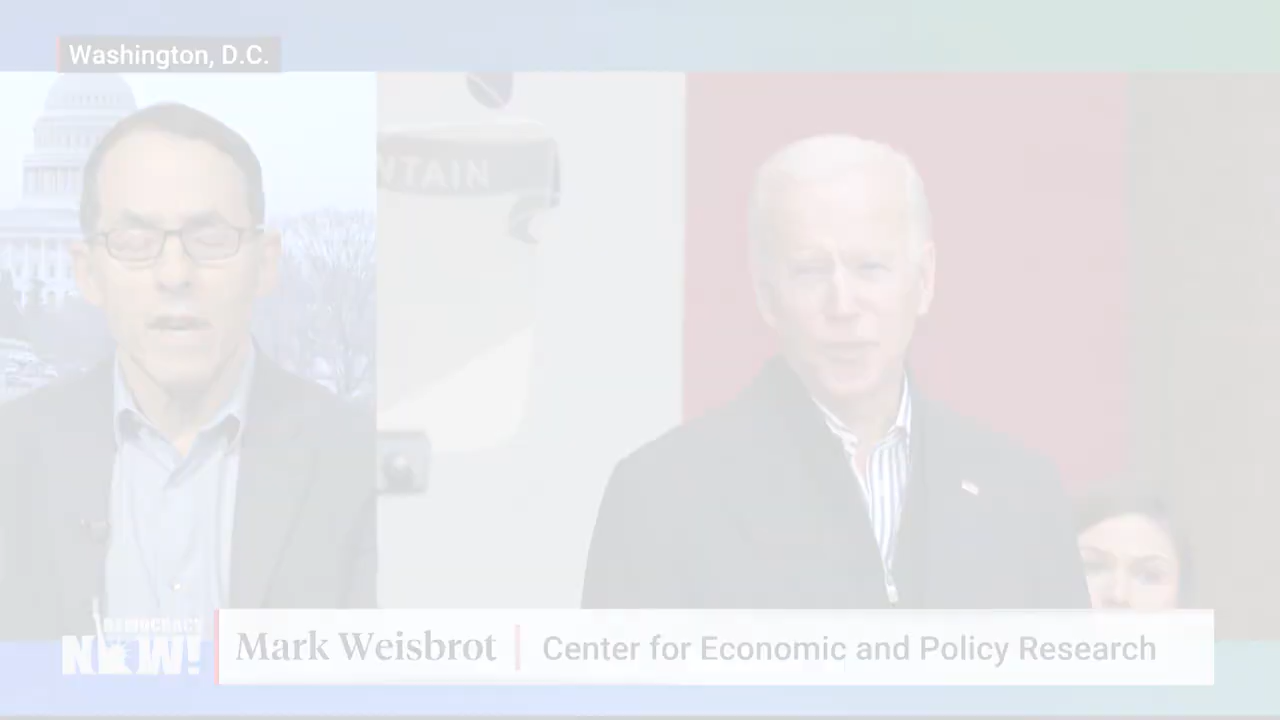 Washington, D.C.
NTAIN
DEMOCRACY
NOW!
Mark Weisbrot
Center for Economic and Policy Research